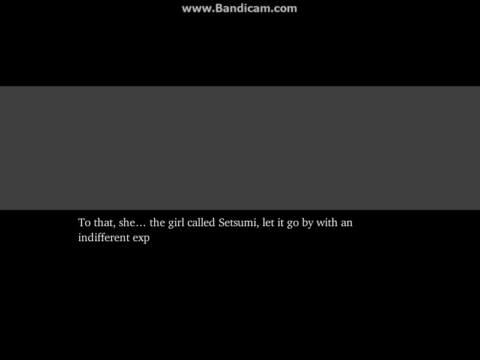 www.Bandicam.com
To that, she… the girl called Setsumi, let it go by with an
indifferent exp